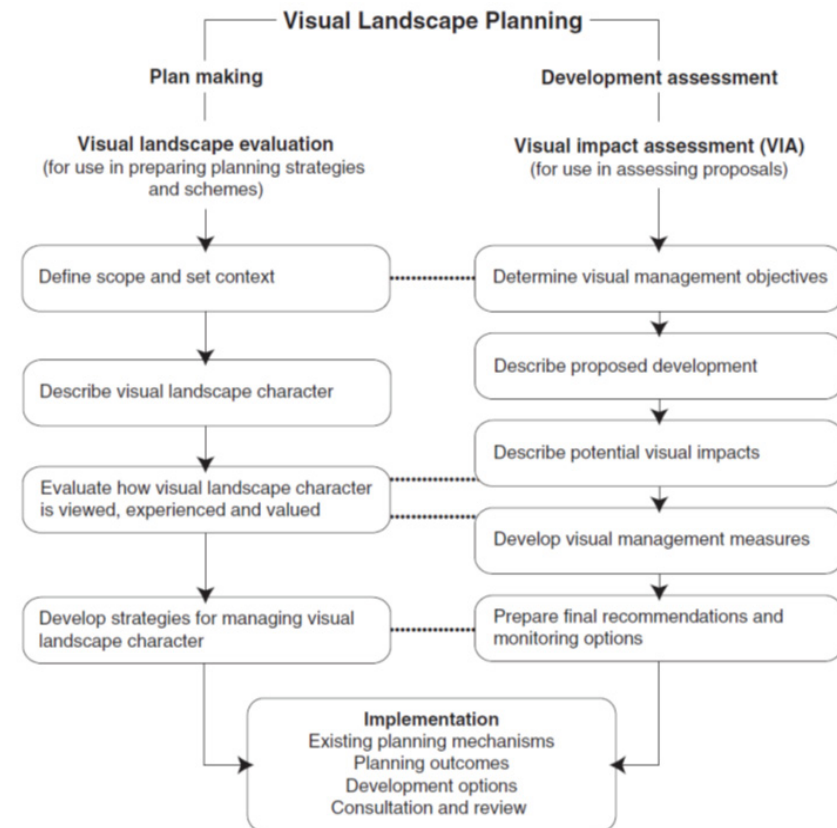 Visual Landscape Planning
Plan making
Visual landscape evaluation
(for use in preparing planning strategies
and schemes)
Define scope and set context
Describe visual landscape character
Evaluate how visual landscape character
is viewed, experienced and valued
Develop strategies for managing visual
landscape character
Development assessment
Visual impact assessment (VIA)
(for use in assessing proposals)
Determine visual management objectives
Describe proposed development
Describe potential visual impacts
Develop visual management measures
Prepare final recommendations and
monitoring options
Implementation
Existing planning mechanisms
Planning outcomes
Development options
Consultation and review